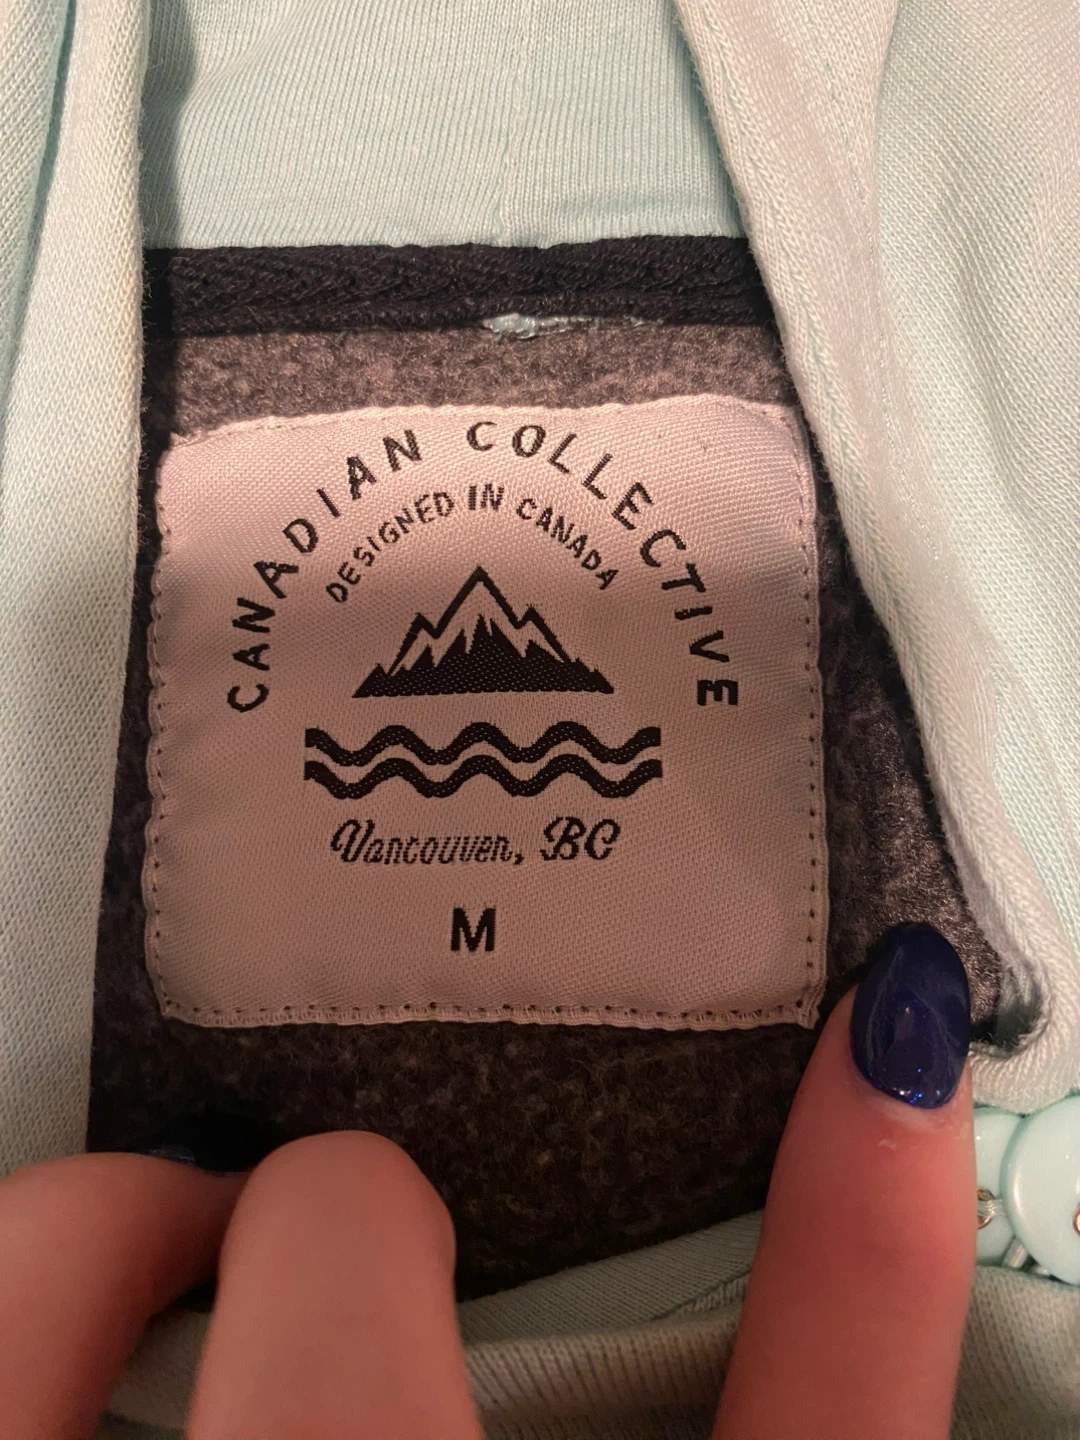 CANADIAN COLLECTIVE
DESIGNED IN CANADA
Vancouver, BC
M